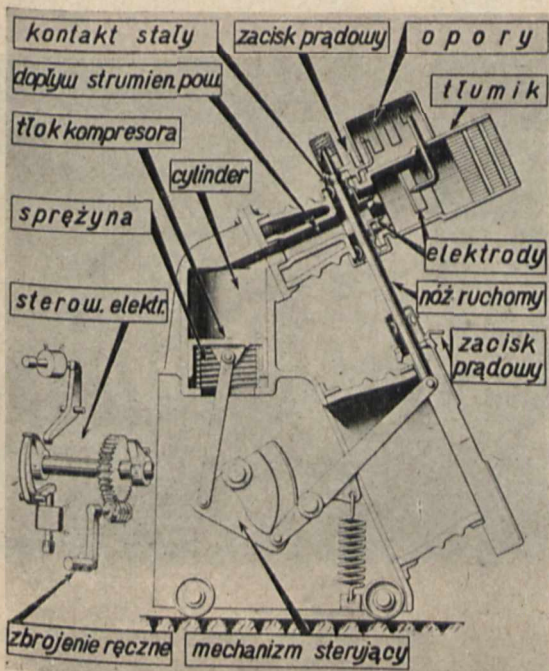 kontakt stały
zacisk prądowy
opory
dopływ strumien. pow.
tłumik
tłok kompresora
cylinder
sprężyna
elektrody
sterow. elektr.
nóż ruchomy
zacisk
prądowy
zbrojenie ręczne
mechanizm sterujący